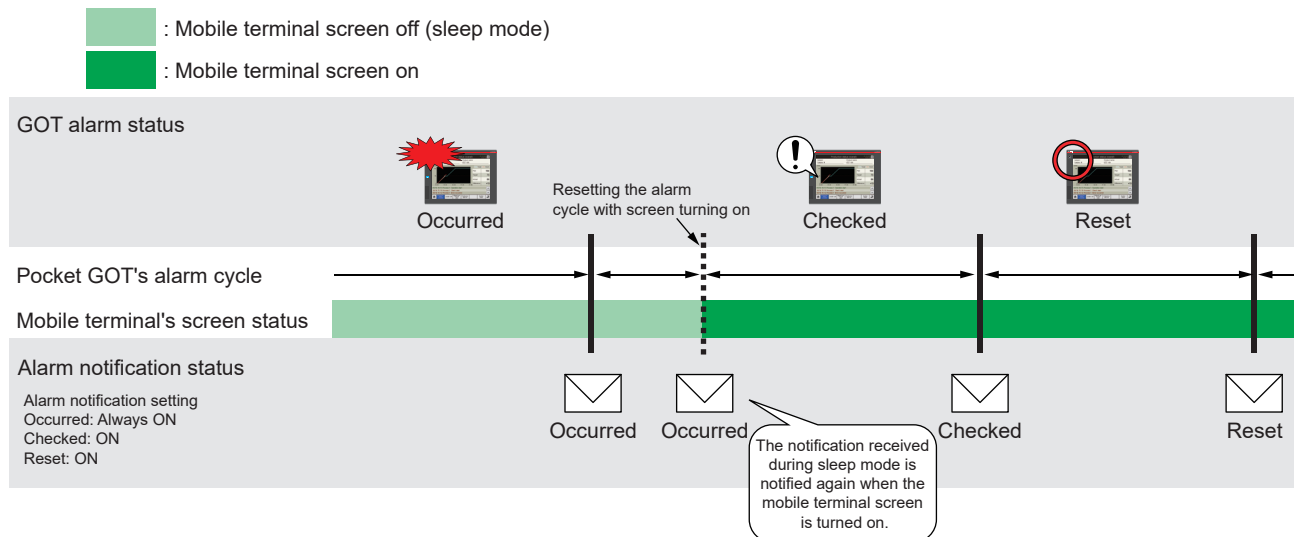 : Mobile terminal screen off (sleep mode)
: Mobile terminal screen on
GOT alarm status
Occurred
Resetting the alarm
cycle with screen turning on
Checked
Reset
Pocket GOT's alarm cycle
Mobile terminal's screen status
Alarm notification status
Alarm notification setting
Occurred: Always ON
Checked: ON
Reset: ON
Occurred
Occurred
Checked
Reset
The notification received
during sleep mode is
notified again when the
mobile terminal screen
is turned on.